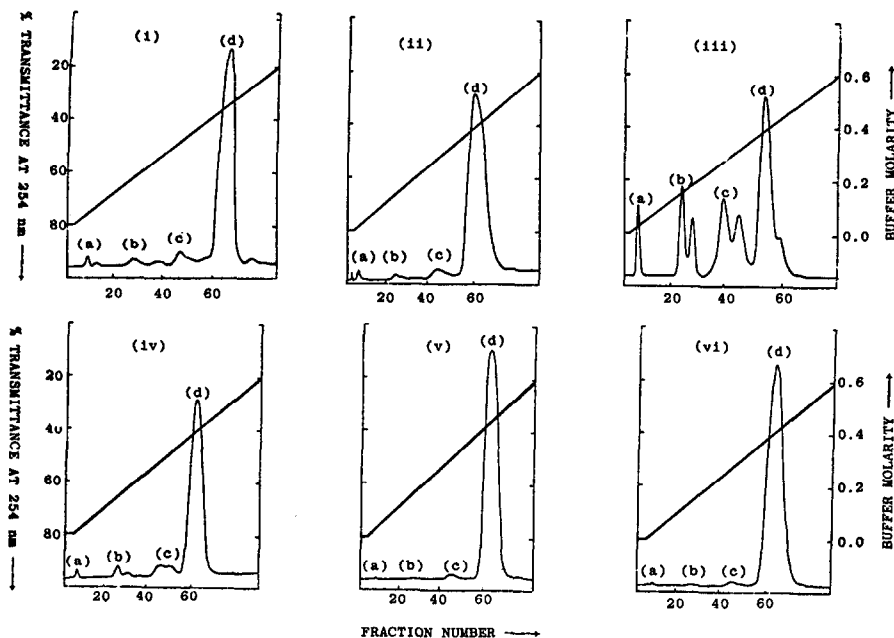 % TRANSMITTANCE AT 254 nm
BUFFER MOLARITY
(i)
(d)
20
40
60
80
(a)
(b)
(c)
20
40
60
(ii)
(d)
(a)
(b)
(c)
20
40
60
(iii)
(d)
(b)
(a)
(c)
0.6
0.4
0.2
0.0
20
40
60
% TRANSMITTANCE AT 254 nm
BUFFER MOLARITY
(iv)
(d)
20
40
60
80
(a)
(b)
(c)
20
40
60
(v)
(d)
(a)
(b)
(c)
20
40
60
(vi)
(d)
(a)
(b)
(c)
0.6
0.4
0.2
0.0
20
40
60
FRACTION NUMBER